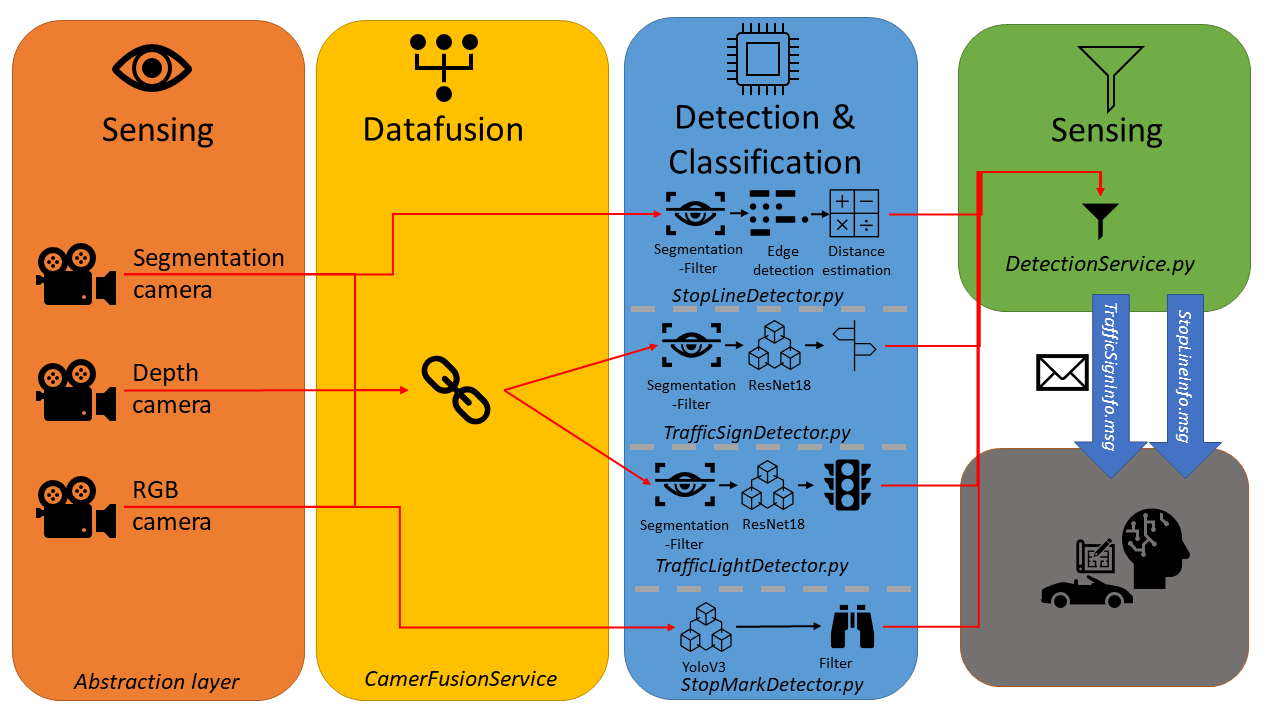 Sensing
Segmentation
camera
Depth
camera
RGB
camera
Abstraction layer
Datafusion
CamerFusionService
Detection &
Classification
Segmentation
-Filter
Edge
detection
Distance
estimation
StopLineDetector.py
Segmentation
-Filter
ResNet18
TrafficSignDetector.py
Segmentation
-Filter
ResNet18
TrafficLightDetector.py
YoloV3
Filter
StopMarkDetector.py
Sensing
DetectionService.py
TrafficSignInfo.msg
StopLineInfo.msg